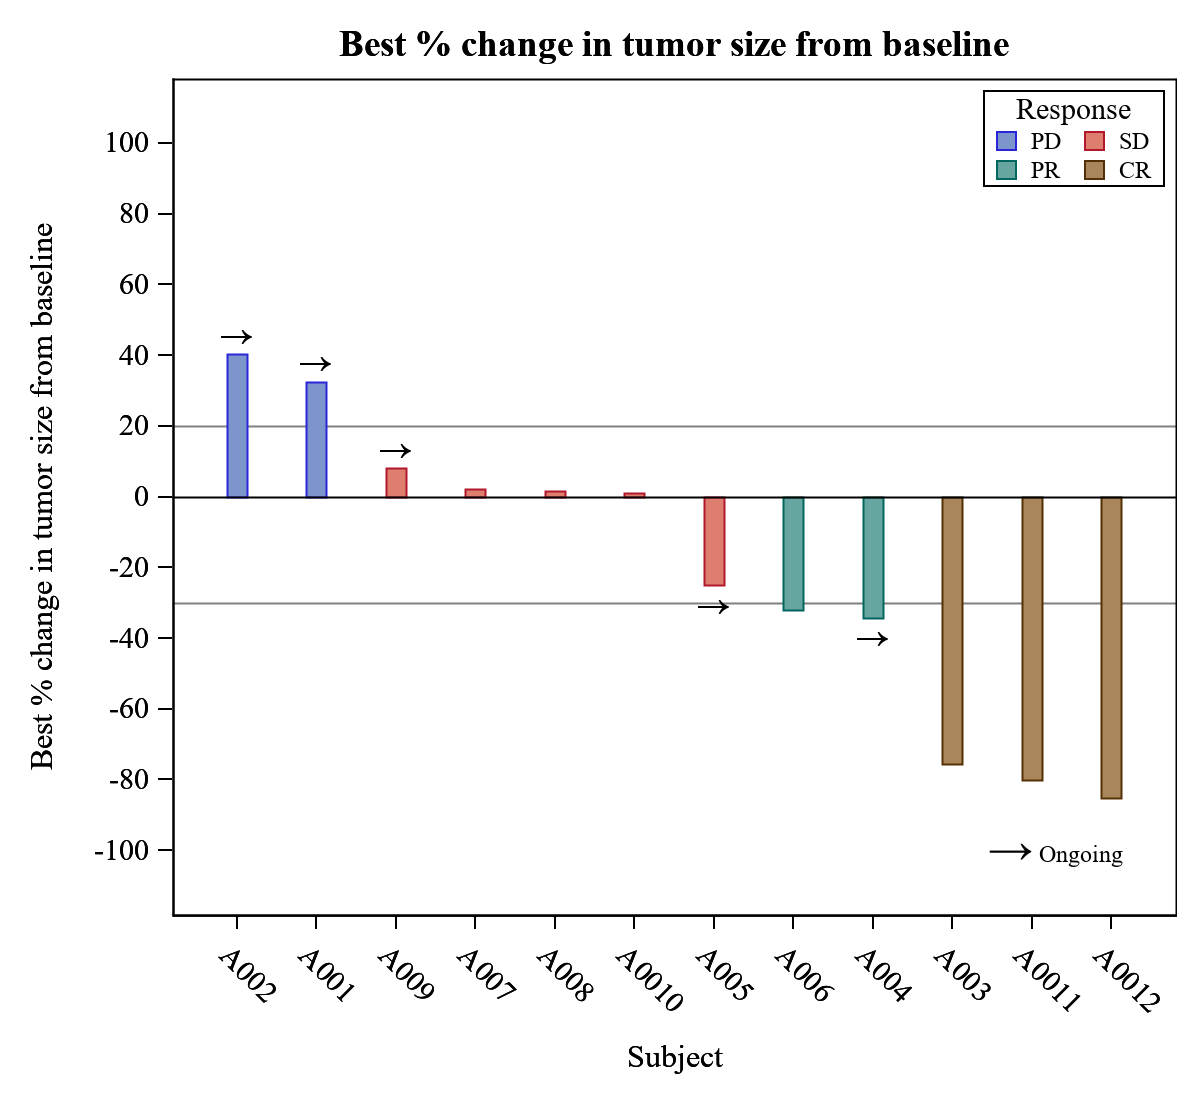 Best % change in tumor size from baseline
Response
PD SD
PR CR
100
80
60
40
20
0
-20
-40
-60
-80
-100
Best % change in tumor size from baseline
Ongoing
A002 A001 A009 A007 A008 A0010 A005 A006 A004 A003 A0011 A0012
Subject